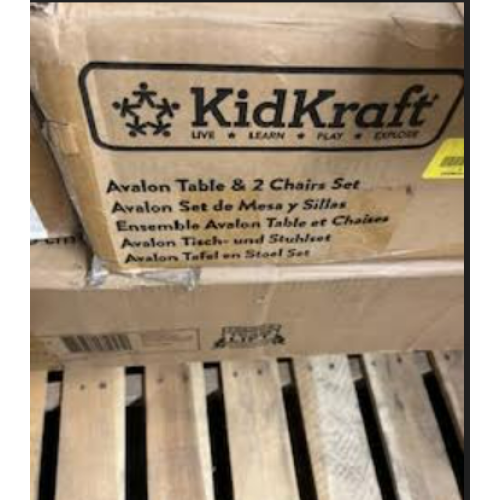 KidKraft
LIVE ★ LEARN ★ PLAY ★ EXPLORE
Avalon Table & 2 Chairs Set
Avalon Set de Mesa y Sillas
Ensemble Avalon Table et Chaises
Avalon Tisch- und Stuhlset
Avalon Tafel en Stoel Set
LIFT